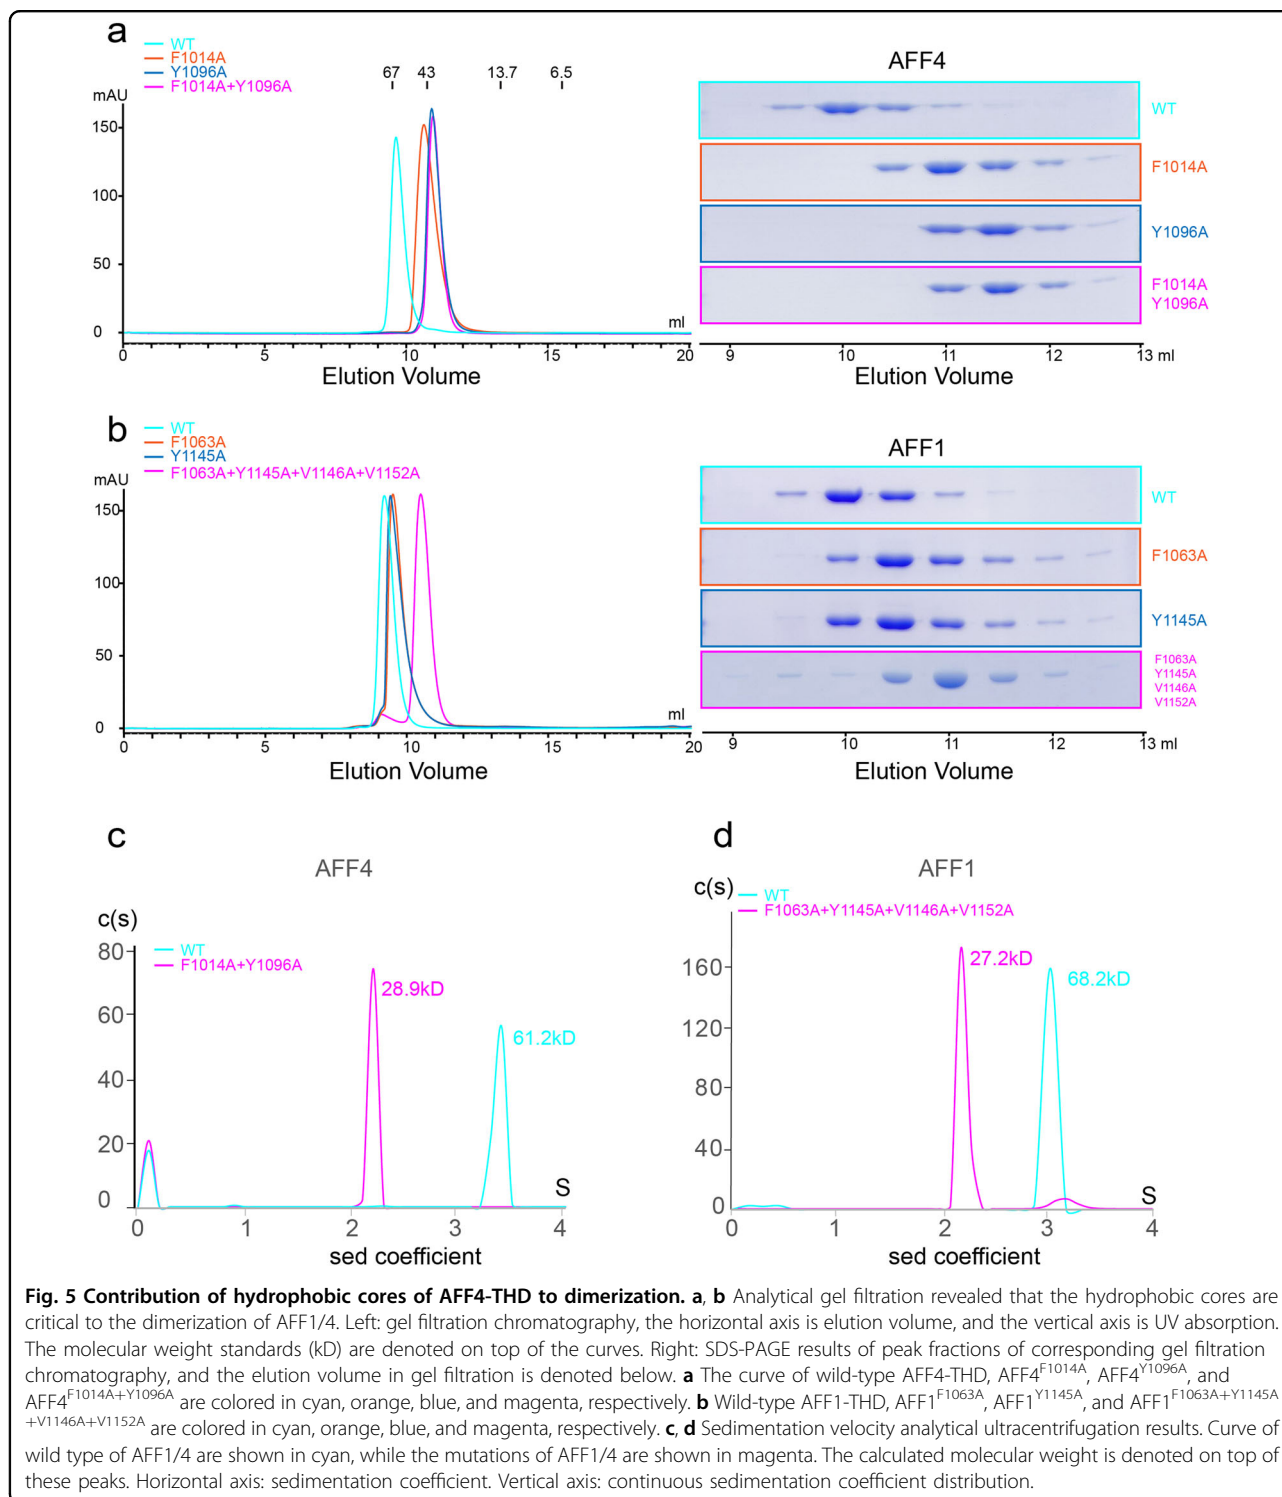 a
WT
F1014A
Y1096A
F1014A+Y1096A
67 43 13.7 6.5
mAU
150
100
50
0
ml
0 5 10 15 20
Elution Volume
AFF4
WT
F1014A
Y1096A
F1014A
Y1096A
9 10 11 12 13 ml
Elution Volume
b
WT
F1063A
Y1145A
F1063A+Y1145A+V1146A+V1152A
mAU
150
100
50
0
ml
0 5 10 15 20
Elution Volume
AFF1
WT
F1063A
Y1145A
F1063A
Y1145A
V1146A
V1152A
9 10 11 12 13 ml
Elution Volume
c
AFF4
c(s)
WT
F1014A+Y1096A
80
60
40
20
0
28.9kD
61.2kD
S
0 1 2 3 4
sed coefficient
d
AFF1
c(s)
WT
F1063A+Y1145A+V1146A+V1152A
160
120
80
40
0
27.2kD
68.2kD
S
0 1 2 3 4
sed coefficient
Fig. 5 Contribution of hydrophobic cores of AFF4-THD to dimerization. a, b Analytical gel filtration revealed that the hydrophobic cores are
critical to the dimerization of AFF1/4. Left: gel filtration chromatography, the horizontal axis is elution volume, and the vertical axis is UV absorption.
The molecular weight standards (kD) are denoted on top of the curves. Right: SDS-PAGE results of peak fractions of corresponding gel filtration
chromatography, and the elution volume in gel filtration is denoted below. a The curve of wild-type AFF4-THD, AFF4^F1014A, AFF4^Y1096A, and
AFF4^F1014A+Y1096A are colored in cyan, orange, blue, and magenta, respectively. b Wild-type AFF1-THD, AFF1^F1063A, AFF1^Y1145A, and AFF1^F1063A+Y1145A
+V1146A+V1152A are colored in cyan, orange, blue, and magenta, respectively. c, d Sedimentation velocity analytical ultracentrifugation results. Curve of
wild type of AFF1/4 are shown in cyan, while the mutations of AFF1/4 are shown in magenta. The calculated molecular weight is denoted on top of
these peaks. Horizontal axis: sedimentation coefficient. Vertical axis: continuous sedimentation coefficient distribution.